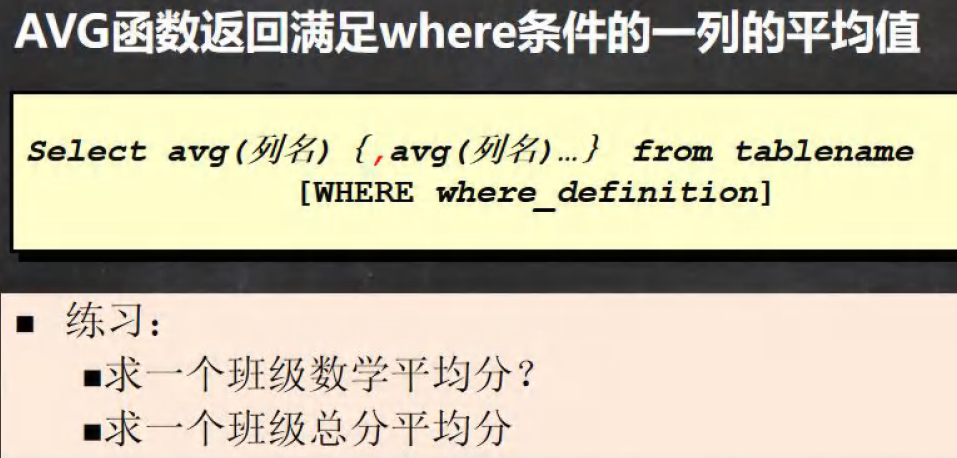 AVG函数返回满足where条件的一列的平均值
Select avg(列名) {,avg(列名)…} from tablename
[WHERE where_definition]
■ 练习：
■求一个班级数学平均分？
■求一个班级总分平均分